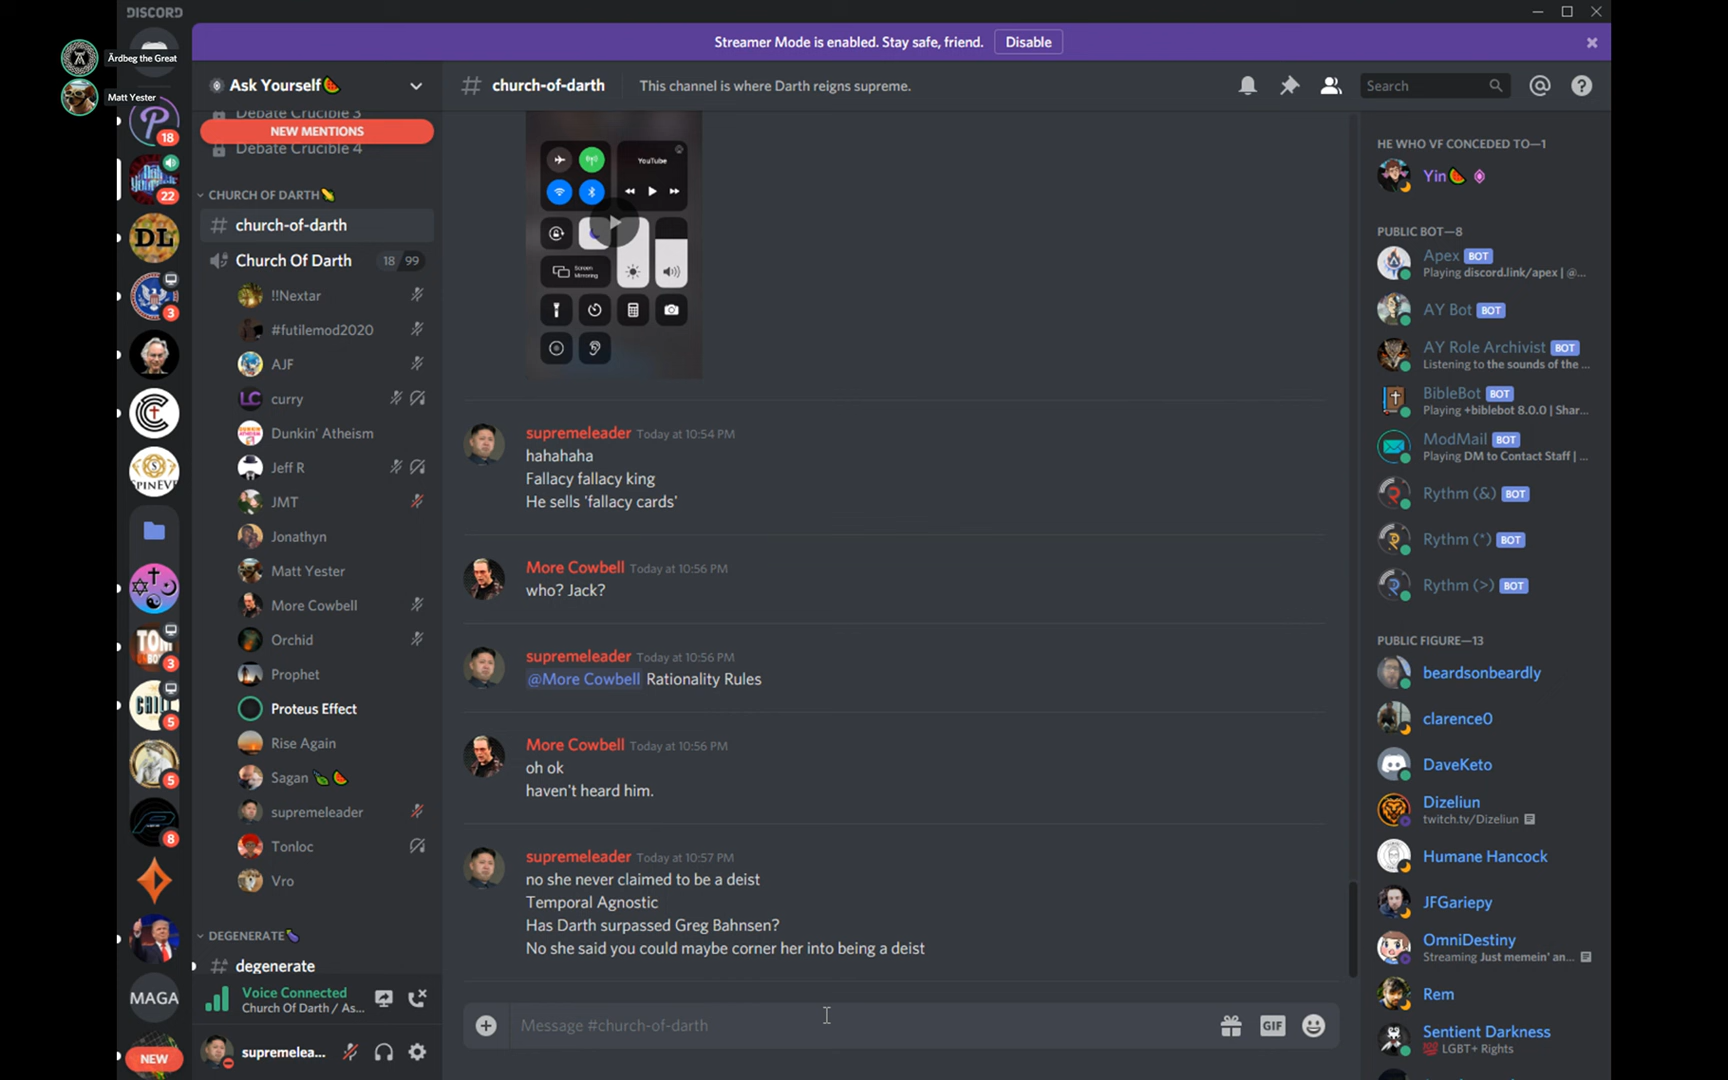 DISCORD
Streamer Mode is enabled. Stay safe, friend.
Disable
Ardbeg the Great
Matt Yester
18
22
DL
3
SPINEVE
TOM
3
5
5
8
MAGA
NEW
Ask Yourself🍉
Debate Crucible 3
NEW MENTIONS
Debate Crucible 4
CHURCH OF DARTH🌽
# church-of-darth
Church Of Darth 18 / 99
!!Nextar
#futilemod2020
AJF
LC curry
Dunkin' Atheism
Jeff R
JMT
Jonathyn
Matt Yester
More Cowbell
Orchid
Prophet
Proteus Effect
Rise Again
Sagan 🥒🍉
supremeleader
Tonloc
Vro
DEGENERATE🍆
# degenerate
Voice Connected
Church Of Darth / As...
supremelea...
# church-of-darth
This channel is where Darth reigns supreme.
Search
YouTube
Screen
Mirroring
supremeleader Today at 10:54 PM
hahahaha
Fallacy fallacy king
He sells 'fallacy cards'
More Cowbell Today at 10:56 PM
who? Jack?
supremeleader Today at 10:56 PM
@More Cowbell Rationality Rules
More Cowbell Today at 10:56 PM
oh ok
haven't heard him.
supremeleader Today at 10:57 PM
no she never claimed to be a deist
Temporal Agnostic
Has Darth surpassed Greg Bahnsen?
No she said you could maybe corner her into being a deist
Message #church-of-darth
GIF
HE WHO VF CONCEDED TO—1
Yin🍉
PUBLIC BOT—8
Apex BOT
Playing discord.link/apex | @...
AY Bot BOT
AY Role Archivist BOT
Listening to the sounds of the ...
BibleBot BOT
Playing +biblebot 8.0.0 | Shar...
ModMail BOT
Playing DM to Contact Staff | ...
Rythm (&) BOT
Rythm (*) BOT
Rythm (>) BOT
PUBLIC FIGURE—13
beardsonbeardly
clarence0
DaveKeto
Dizeliun
twitch.tv/Dizeliun
Humane Hancock
JFGariepy
OmniDestiny
Streaming Just memein' an...
Rem
Sentient Darkness
💯 LGBT+ Rights